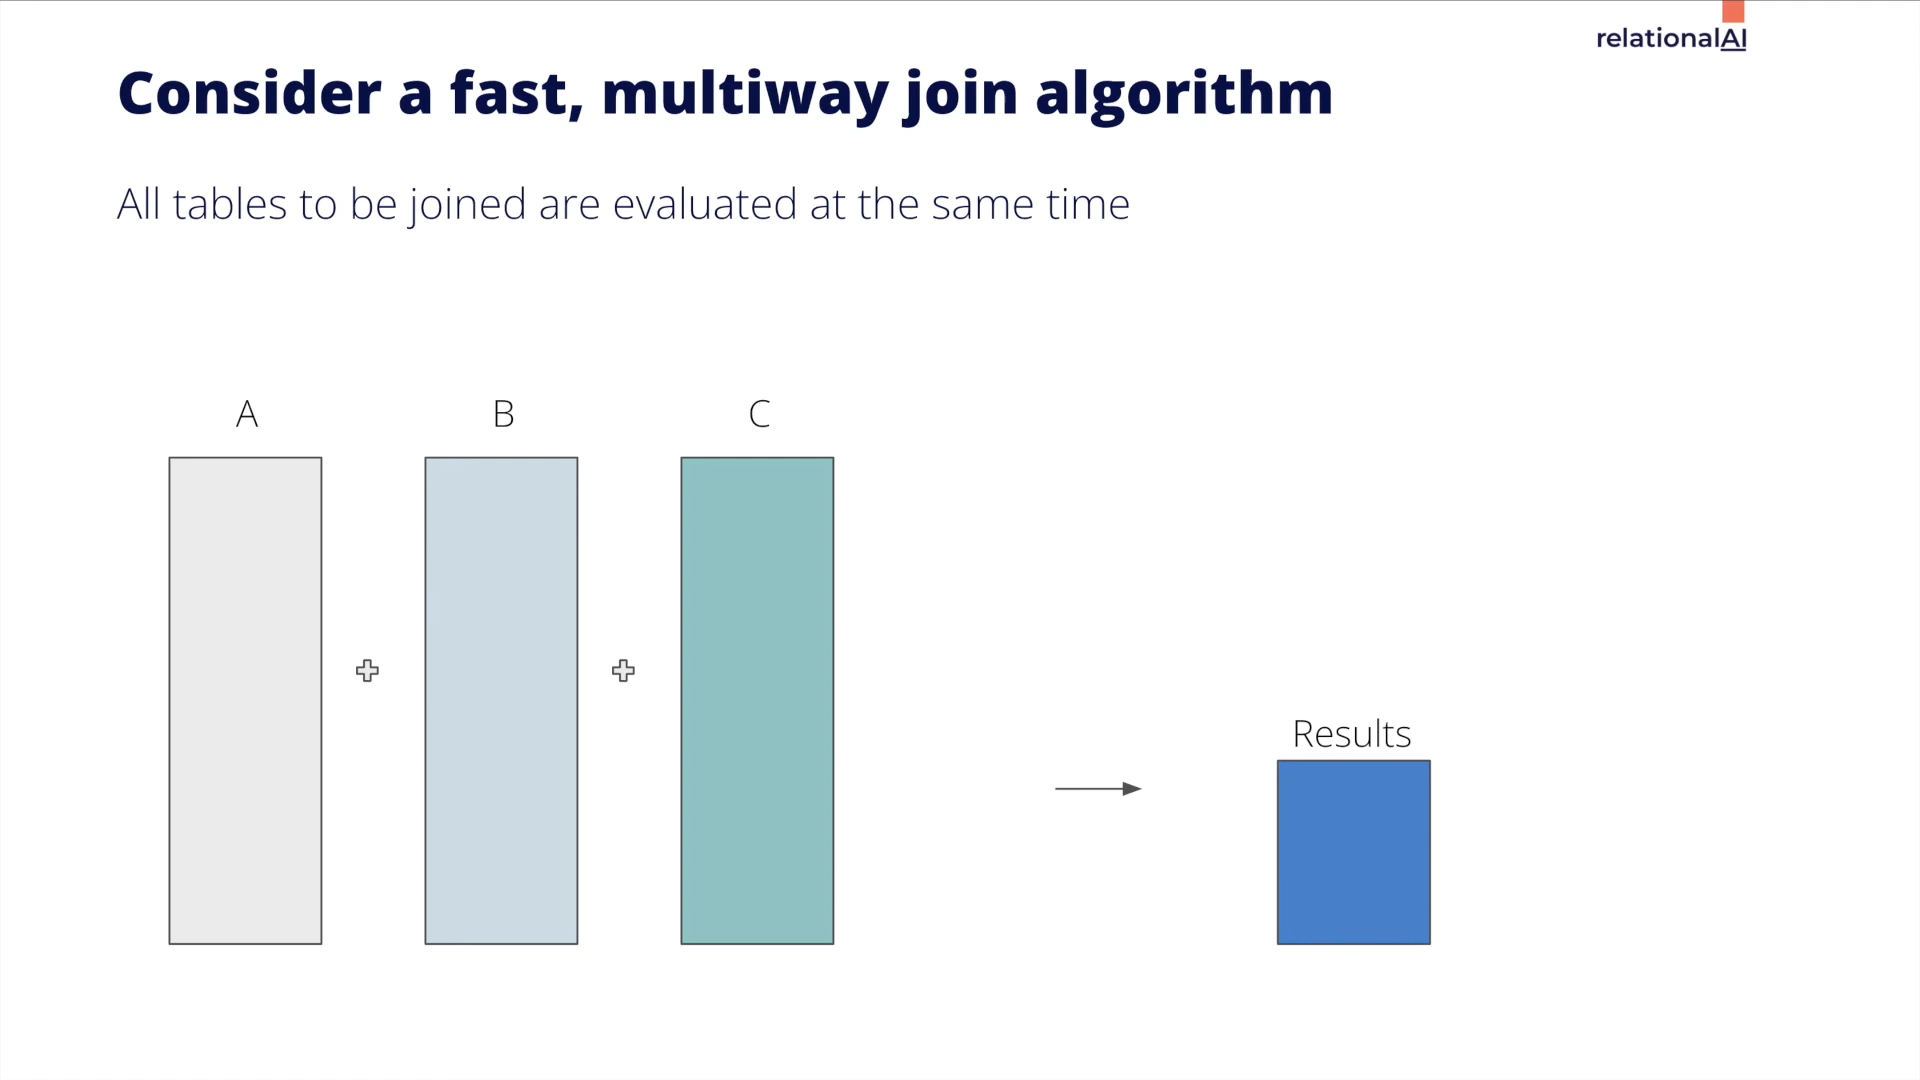 relationalAI
Consider a fast, multiway join algorithm
All tables to be joined are evaluated at the same time
A B C
Results